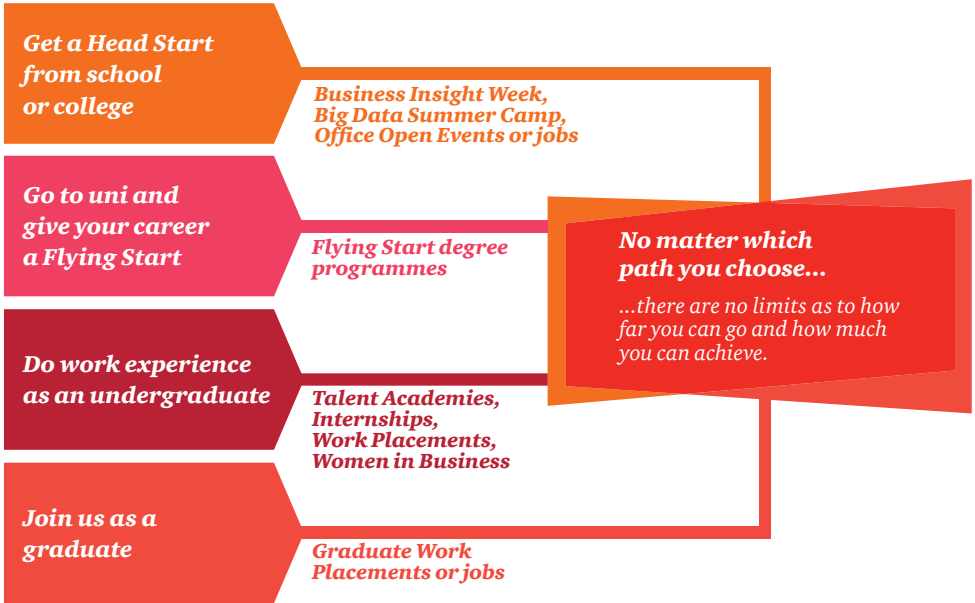 Get a Head Start
from school
or college
Business Insight Week,
Big Data Summer Camp,
Office Open Events or jobs
Go to uni and
give your career
a Flying Start
Flying Start degree
programmes
Do work experience
as an undergraduate
Talent Academies,
Internships,
Work Placements,
Women in Business
Join us as a
graduate
Graduate Work
Placements or jobs
No matter which
path you choose...
...there are no limits as to how
far you can go and how much
you can achieve.